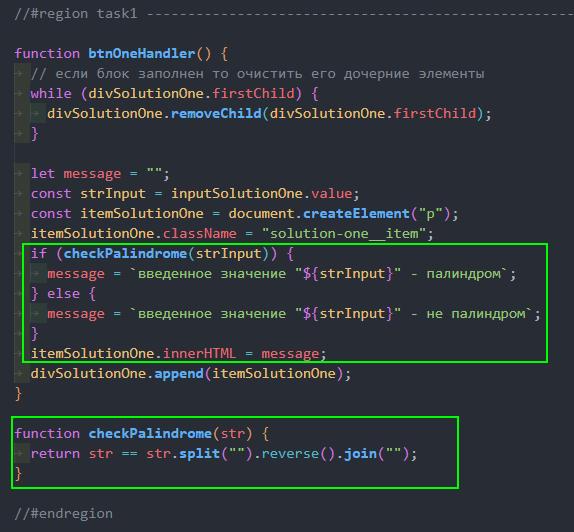 //#region task1 ----------------------------------------------------
function btnOneHandler() {
// если блок заполнен то очистить его дочерние элементы
while (divSolutionOne.firstChild) {
divSolutionOne.removeChild(divSolutionOne.firstChild);
}
let message = "";
const strInput = inputSolutionOne.value;
const itemSolutionOne = document.createElement("p");
itemSolutionOne.className = "solution-one__item";
if (checkPalindrome(strInput)) {
message = `введенное значение "${strInput}" - палиндром`;
} else {
message = `введенное значение "${strInput}" - не палиндром`;
}
itemSolutionOne.innerHTML = message;
divSolutionOne.append(itemSolutionOne);
}
function checkPalindrome(str) {
return str == str.split("").reverse().join("");
}
//#endregion